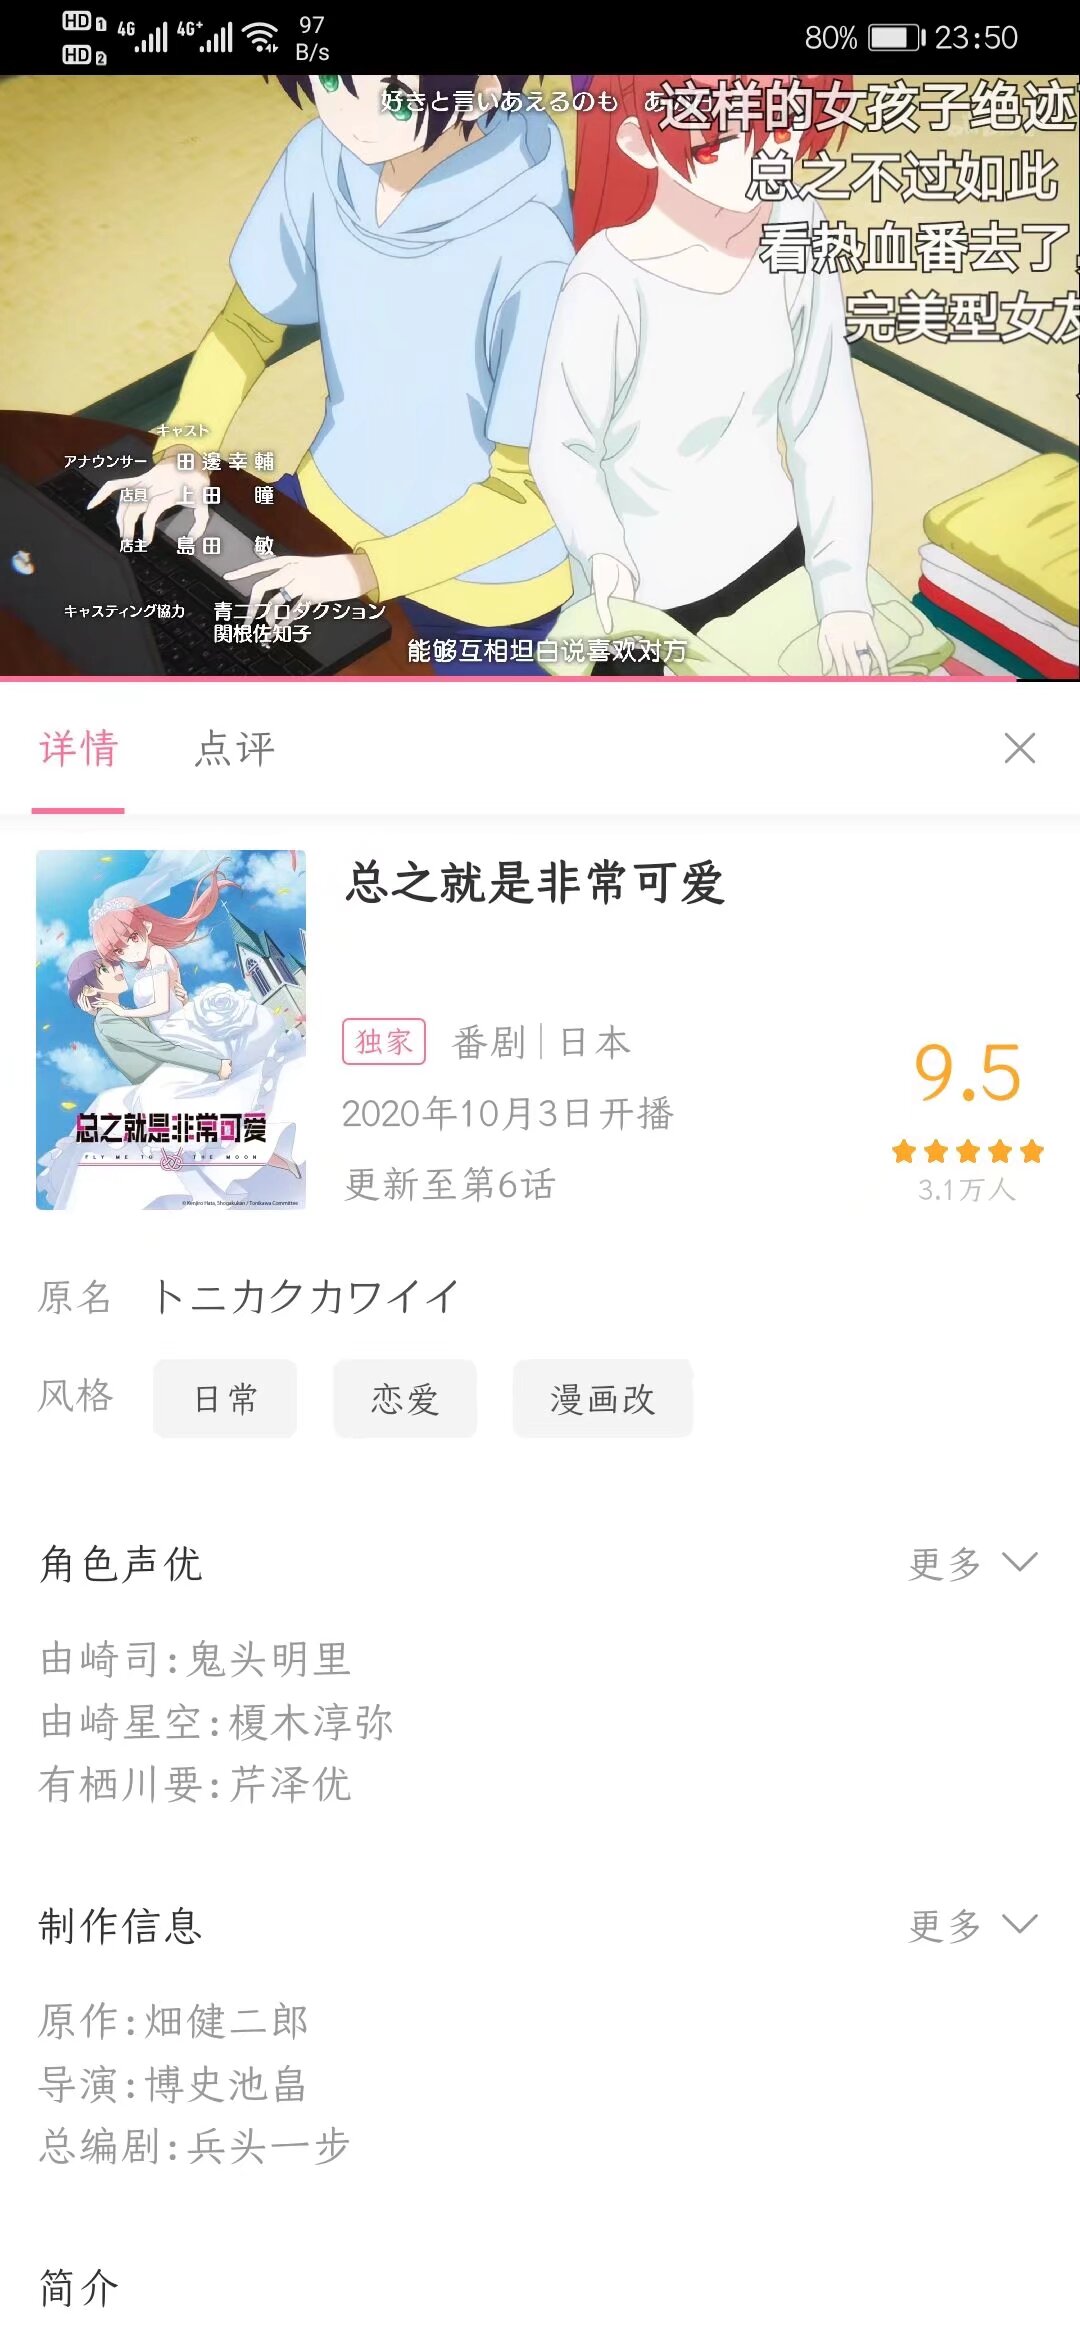 HD 1 4G 4G+ 97 80% 23:50
HD 2 B/s
好きと言いあえるのも
这样的女孩子绝迹
总之不过如此
看热血番去了
完美型女友
キャスト
アナウンサー 田邊幸輔
店員 上田 瞳
店主 島田 敏
キャスティング協力 青二プロダクション
関根佐知子
能够互相坦白说喜欢对方
详情 点评
总之就是非常可爱
独家 番剧 | 日本
9.5
2020年10月3日开播
更新至第6话
3.1万人
总之就是非常可爱
FLY ME TO THE MOON
© Kenjiro Hata, Shogakukan / Tonikawa Committee
原名 トニカクカワイイ
风格 日常 恋爱 漫画改
角色声优 更多
由崎司:鬼头明里
由崎星空:榎木淳弥
有栖川要:芹泽优
制作信息 更多
原作:畑健二郎
导演:博史池畠
总编剧:兵头一步
简介